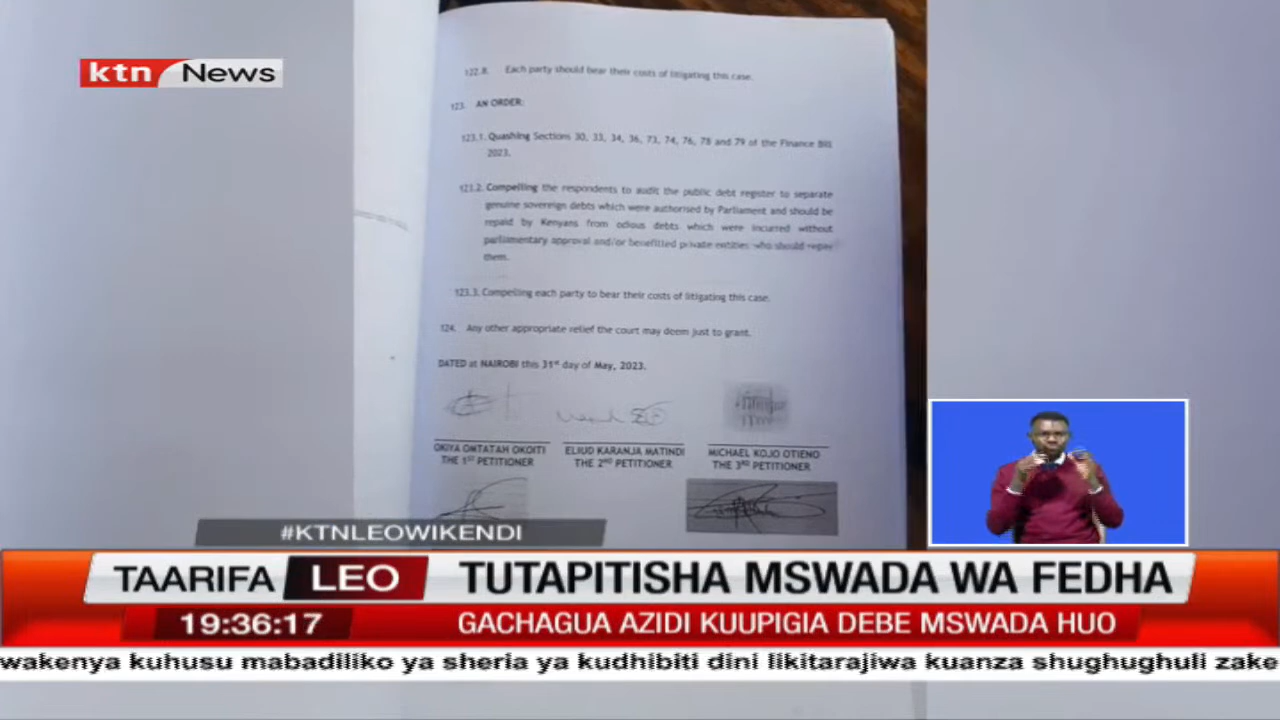 ktn News
122.8. Each party should bear their costs of litigating this case.
123. AN ORDER:
123.1. Quashing Sections 30, 33, 34, 36, 73, 74, 76, 78 and 79 of the Finance Bill
2023.
123.2. Compelling the respondents to audit the public debt register to separate
genuine sovereign debts which were authorised by Parliament and should be
repaid by Kenyans from odious debts which were incurred without
parliamentary approval and/or benefitted private entities who should repay
them.
123.3. Compelling each party to bear their costs of litigating this case.
124. Any other appropriate relief the court may deem just to grant.
DATED at NAIROBI this 31st day of May, 2023.
OKIYA OMTATAH OKOITI
THE 1ST PETITIONER
ELIUD KARANJA MATINDI
THE 2ND PETITIONER
MICHAEL KOJO OTIENO
THE 3RD PETITIONER
#KTNLEOWIKENDI
TAARIFA LEO TUTAPITISHA MSWADA WA FEDHA
19:36:17 GACHAGUA AZIDI KUUPIGIA DEBE MSWADA HUO
wakenya kuhusu mabadiliko ya sheria ya kudhibiti dini likitarajiwa kuanza shughughuli zake